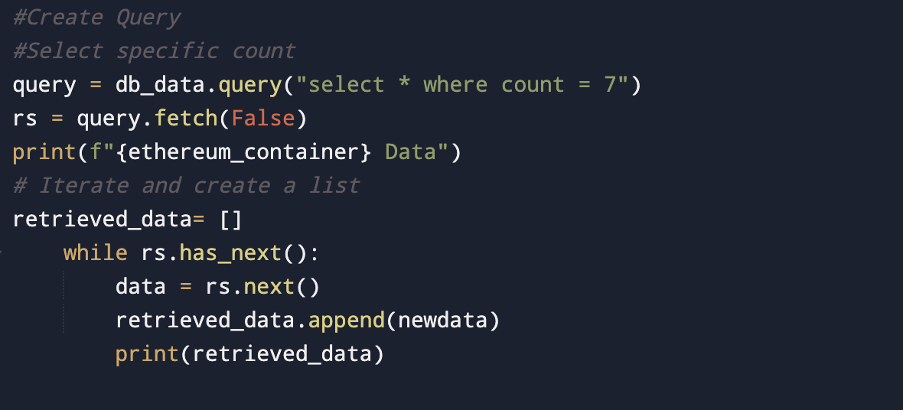 #Create Query
#Select specific count
query = db_data.query("select * where count = 7")
rs = query.fetch(False)
print(f"{ethereum_container} Data")
# Iterate and create a list
retrieved_data= []
    while rs.has_next():
        data = rs.next()
        retrieved_data.append(newdata)
        print(retrieved_data)